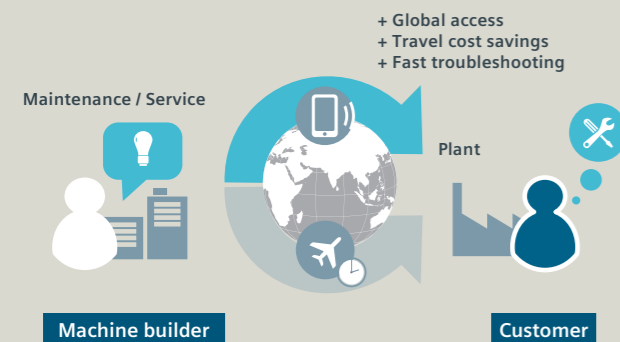 + Global access
+ Travel cost savings
+ Fast troubleshooting
Maintenance / Service
Plant
Machine builder
Customer